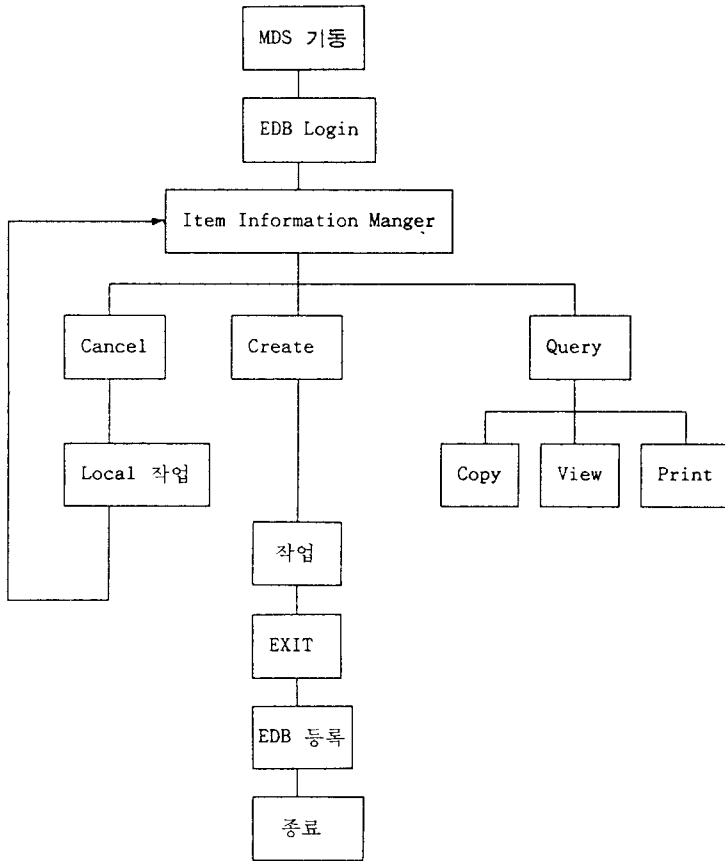 MDS 기동
EDB Login
Item Information Manger
Cancel
Create
Query
Local 작업
Copy
View
Print
작업
EXIT
EDB 등록
종료